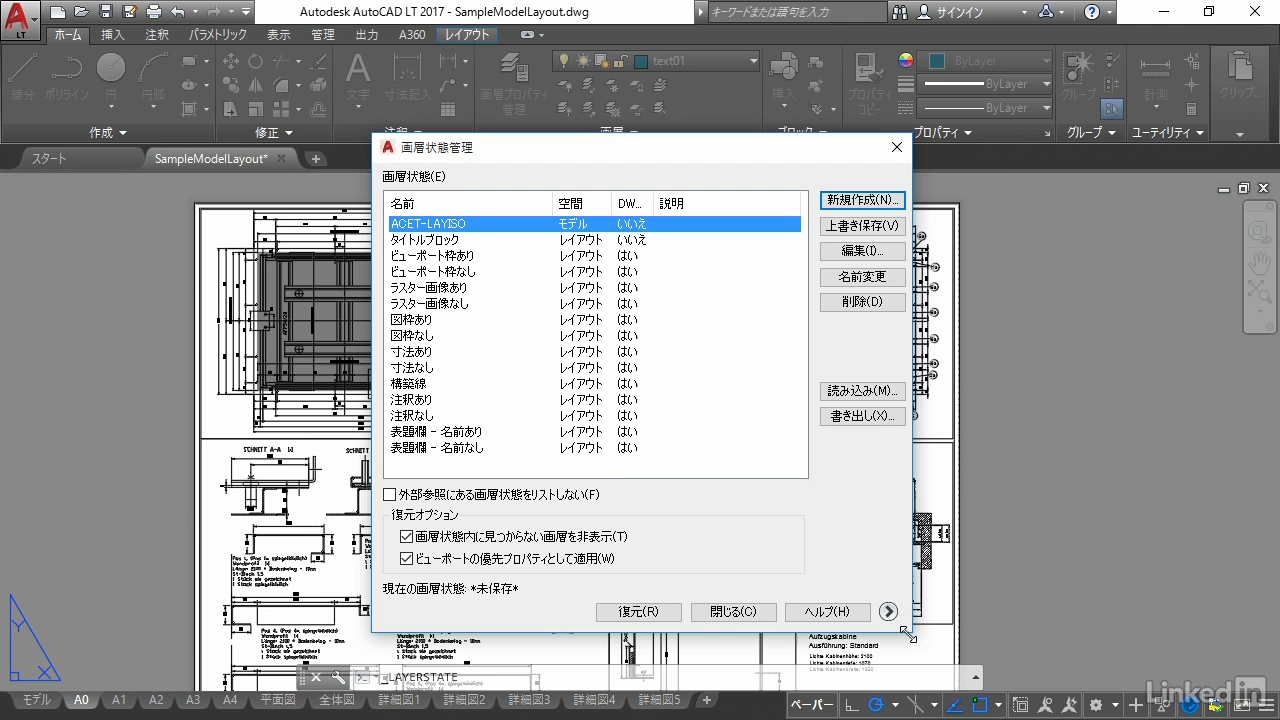 Autodesk AutoCAD LT 2017 - SampleModelLayout.dwg
キーワードまたは語句を入力
サインイン
LT
ホーム 挿入 注釈 パラメトリック 表示 管理 出力 A360 レイアウト
線分 ポリライン 円 円弧
文字 寸法記入
画層プロパティ管理
text01
挿入
プロパティコピー
ByLayer
ByLayer
ByLayer
グループ
計測
クリップ...
作成 修正 注釈 画層 ブロック プロパティ グループ ユーティリティ
スタート
SampleModelLayout*
画層状態管理
画層状態(E)
名前 空間 DW... 説明
ACET-LAYISO モデル いいえ
タイトルブロック レイアウト いいえ
ビューポート枠あり レイアウト はい
ビューポート枠なし レイアウト はい
ラスター画像あり レイアウト はい
ラスター画像なし レイアウト はい
図枠あり レイアウト はい
図枠なし レイアウト はい
寸法あり レイアウト はい
寸法なし レイアウト はい
構築線 レイアウト はい
注釈あり レイアウト はい
注釈なし レイアウト はい
表題欄 - 名前あり レイアウト はい
表題欄 - 名前なし レイアウト はい
新規作成(N)...
上書き保存(V)
編集(I)...
名前変更
削除(D)
読み込み(M)...
書き出し(X)...
外部参照にある画層状態をリストしない(F)
復元オプション
画層状態内に見つからない画層を非表示(T)
ビューポートの優先プロパティとして適用(W)
現在の画層状態: *未保存*
復元(R) 閉じる(C) ヘルプ(H)
SCHNITT A-A
SCHNITT
Aufzugskabine
Ausführung: Standard
Lichte Kabinenhöhe: 2100
_LAYERSTATE
モデル A0 A1 A2 A3 A4 平面図 全体図 詳細図1 詳細図2 詳細図3 詳細図4 詳細図5
ペーパー
LinkedIn